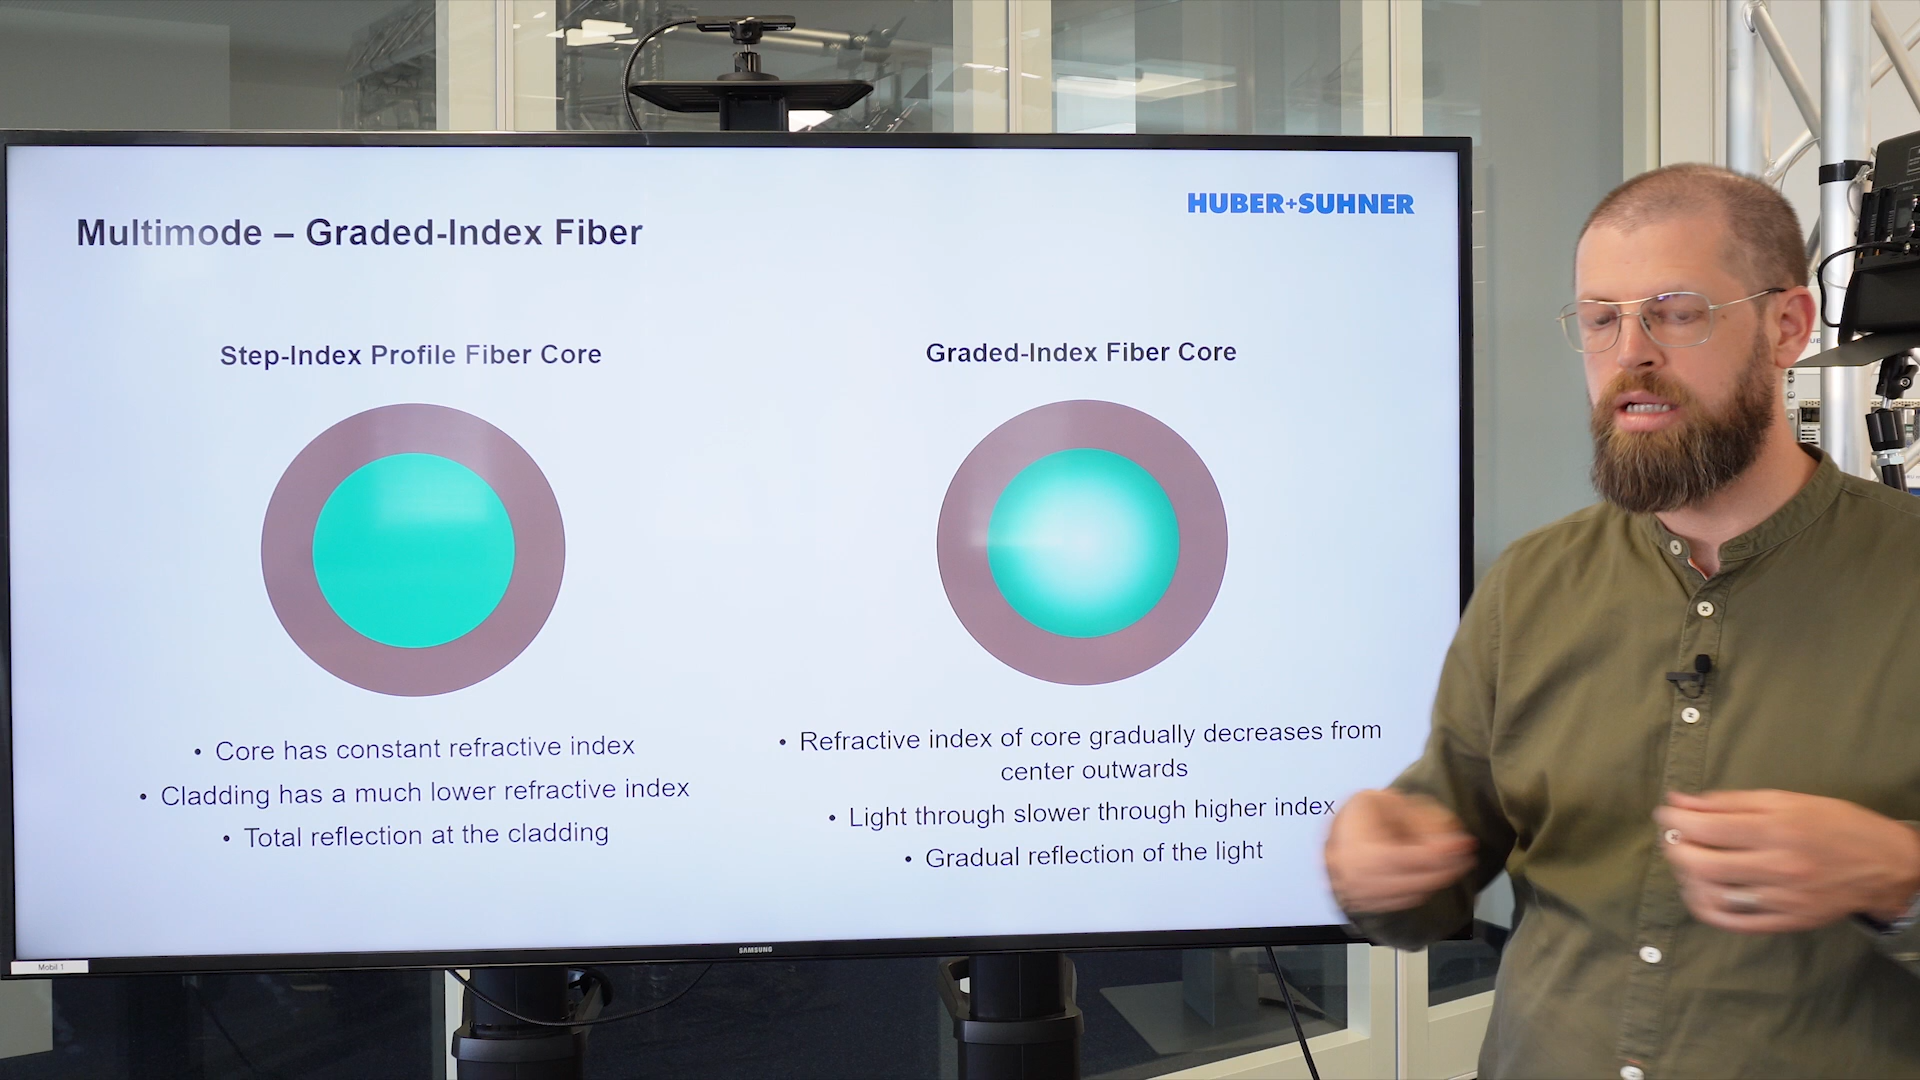 HUBER+SUHNER
Multimode – Graded-Index Fiber
Step-Index Profile Fiber Core
• Core has constant refractive index
• Cladding has a much lower refractive index
• Total reflection at the cladding
Graded-Index Fiber Core
• Refractive index of core gradually decreases from
center outwards
• Light through slower through higher index
• Gradual reflection of the light
SAMSUNG
Mobil 1